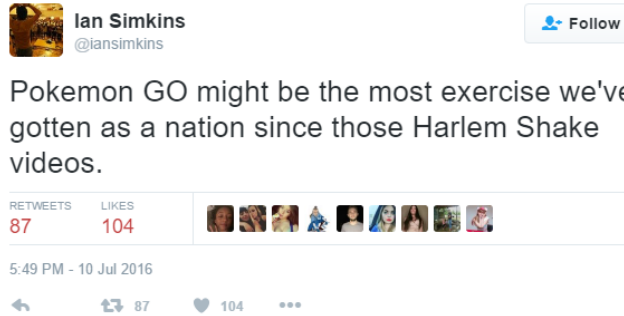 Ian Simkins
@iansimkins
Follow
Pokemon GO might be the most exercise we've
gotten as a nation since those Harlem Shake
videos.
RETWEETS LIKES
87 104
5:49 PM - 10 Jul 2016
87 104